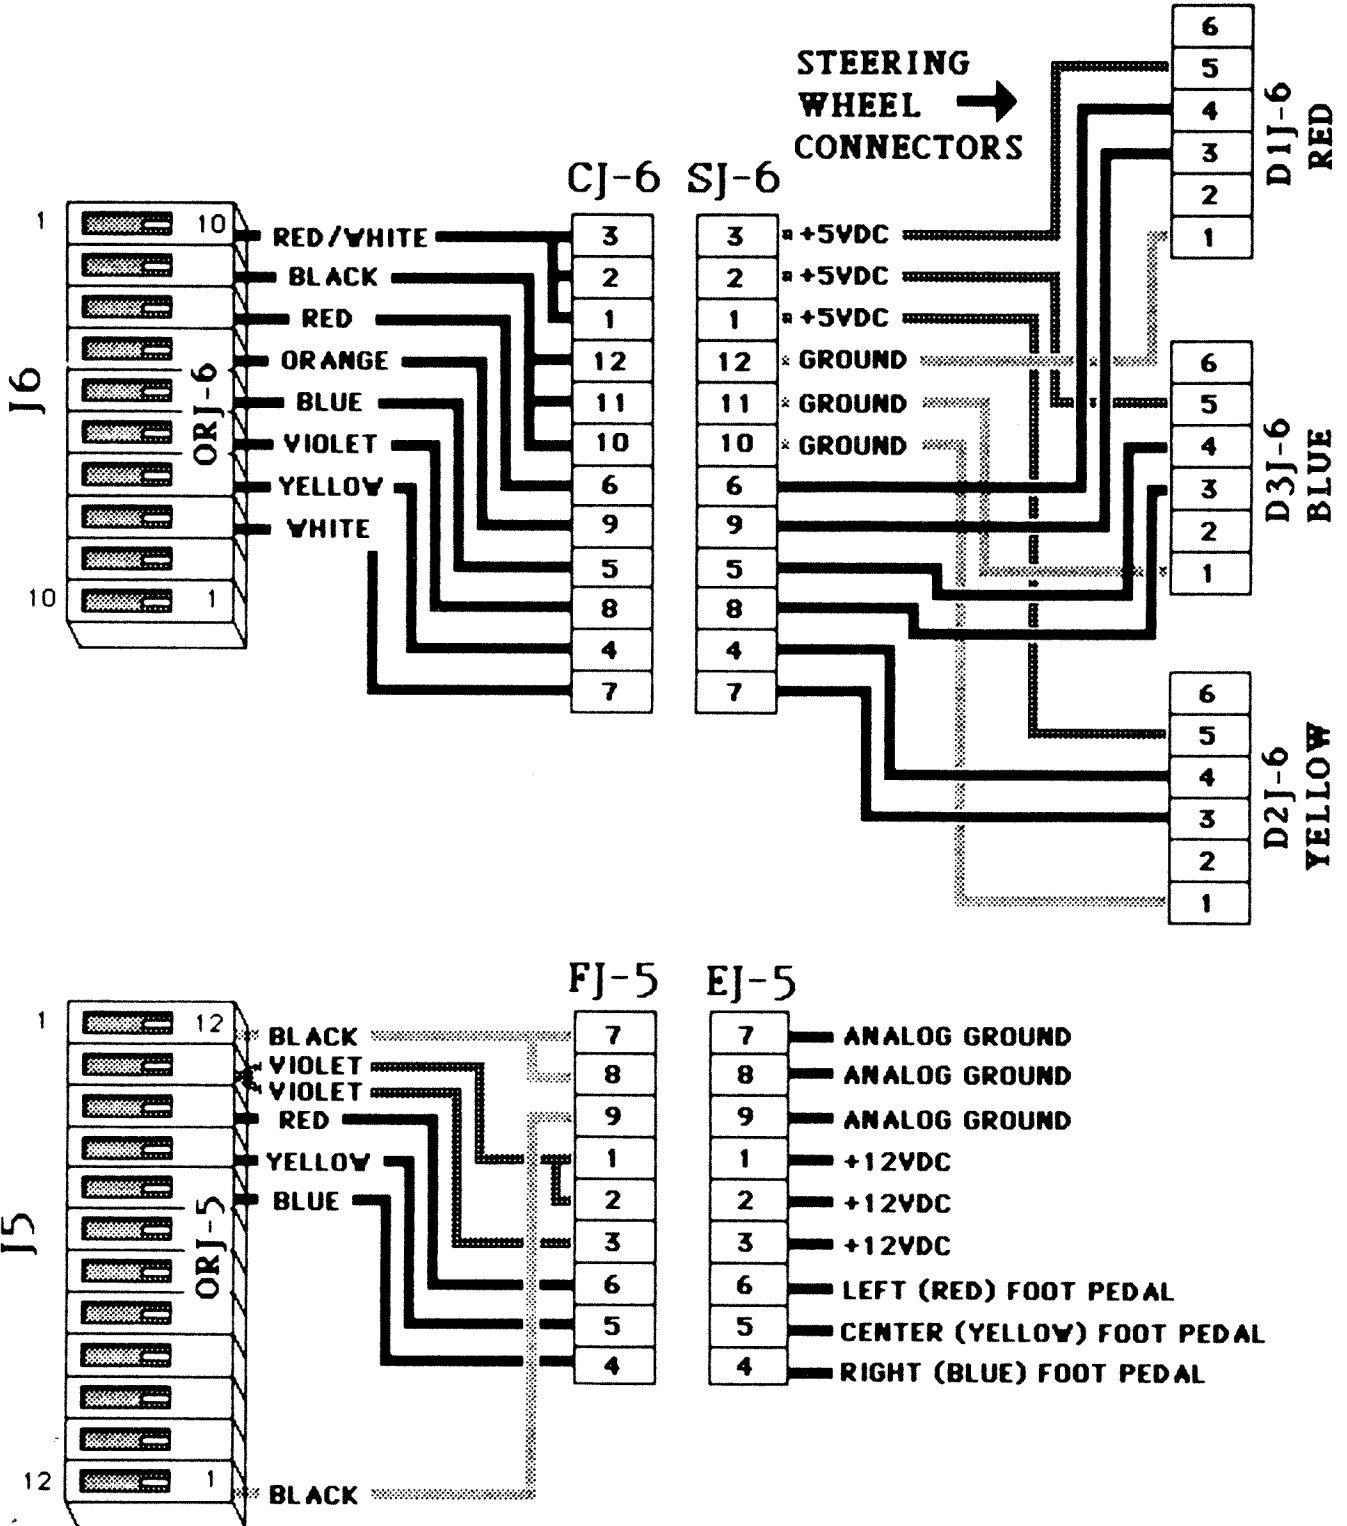 STEERING
WHEEL
CONNECTORS
6
5
4
3
2
1
D1J-6
RED
CJ-6
SJ-6
1
10
J6
ORJ-6
10
1
RED/WHITE
BLACK
RED
ORANGE
BLUE
VIOLET
YELLOW
WHITE
3
2
1
12
11
10
6
9
5
8
4
7
3
2
1
12
11
10
6
9
5
8
4
7
+5VDC
+5VDC
+5VDC
GROUND
GROUND
GROUND
6
5
4
3
2
1
D3J-6
BLUE
6
5
4
3
2
1
D2J-6
YELLOW
FJ-5
EJ-5
1
12
J5
ORJ-5
12
1
BLACK
VIOLET
VIOLET
RED
YELLOW
BLUE
BLACK
7
8
9
1
2
3
6
5
4
7 ANALOG GROUND
8 ANALOG GROUND
9 ANALOG GROUND
1 +12VDC
2 +12VDC
3 +12VDC
6 LEFT (RED) FOOT PEDAL
5 CENTER (YELLOW) FOOT PEDAL
4 RIGHT (BLUE) FOOT PEDAL